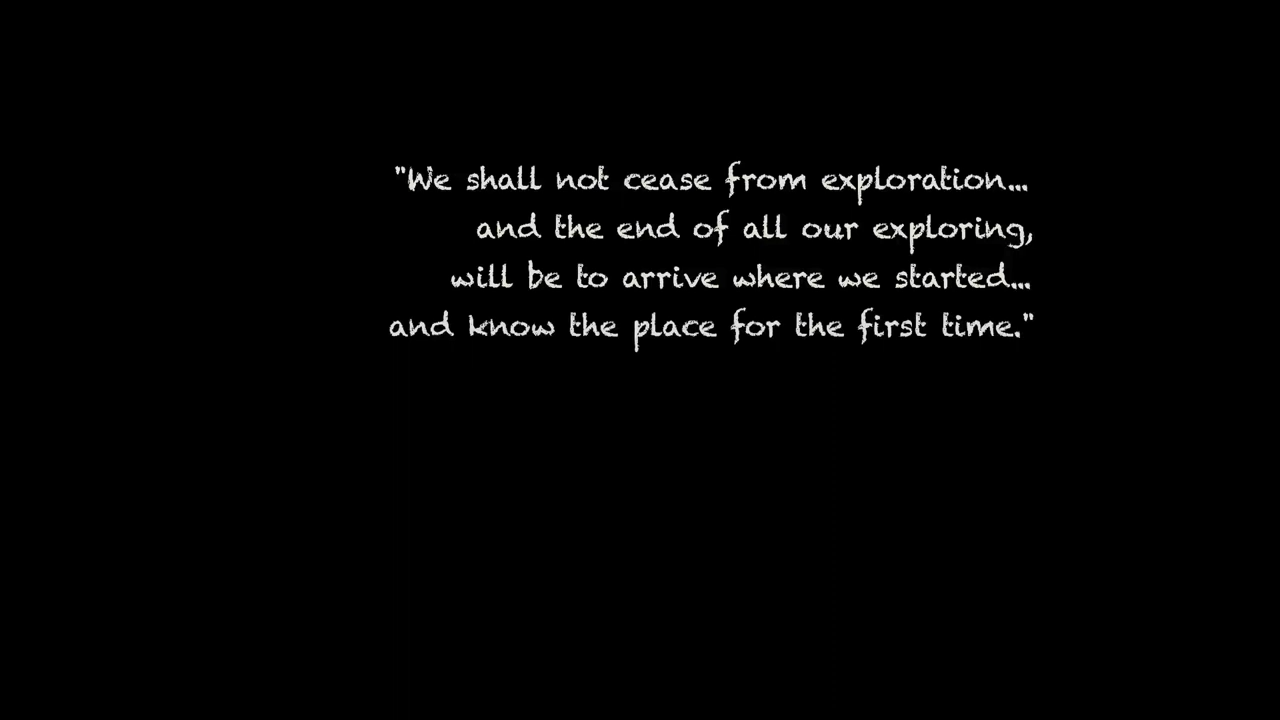 "We shall not cease from exploration...
and the end of all our exploring,
will be to arrive where we started...
and know the place for the first time."